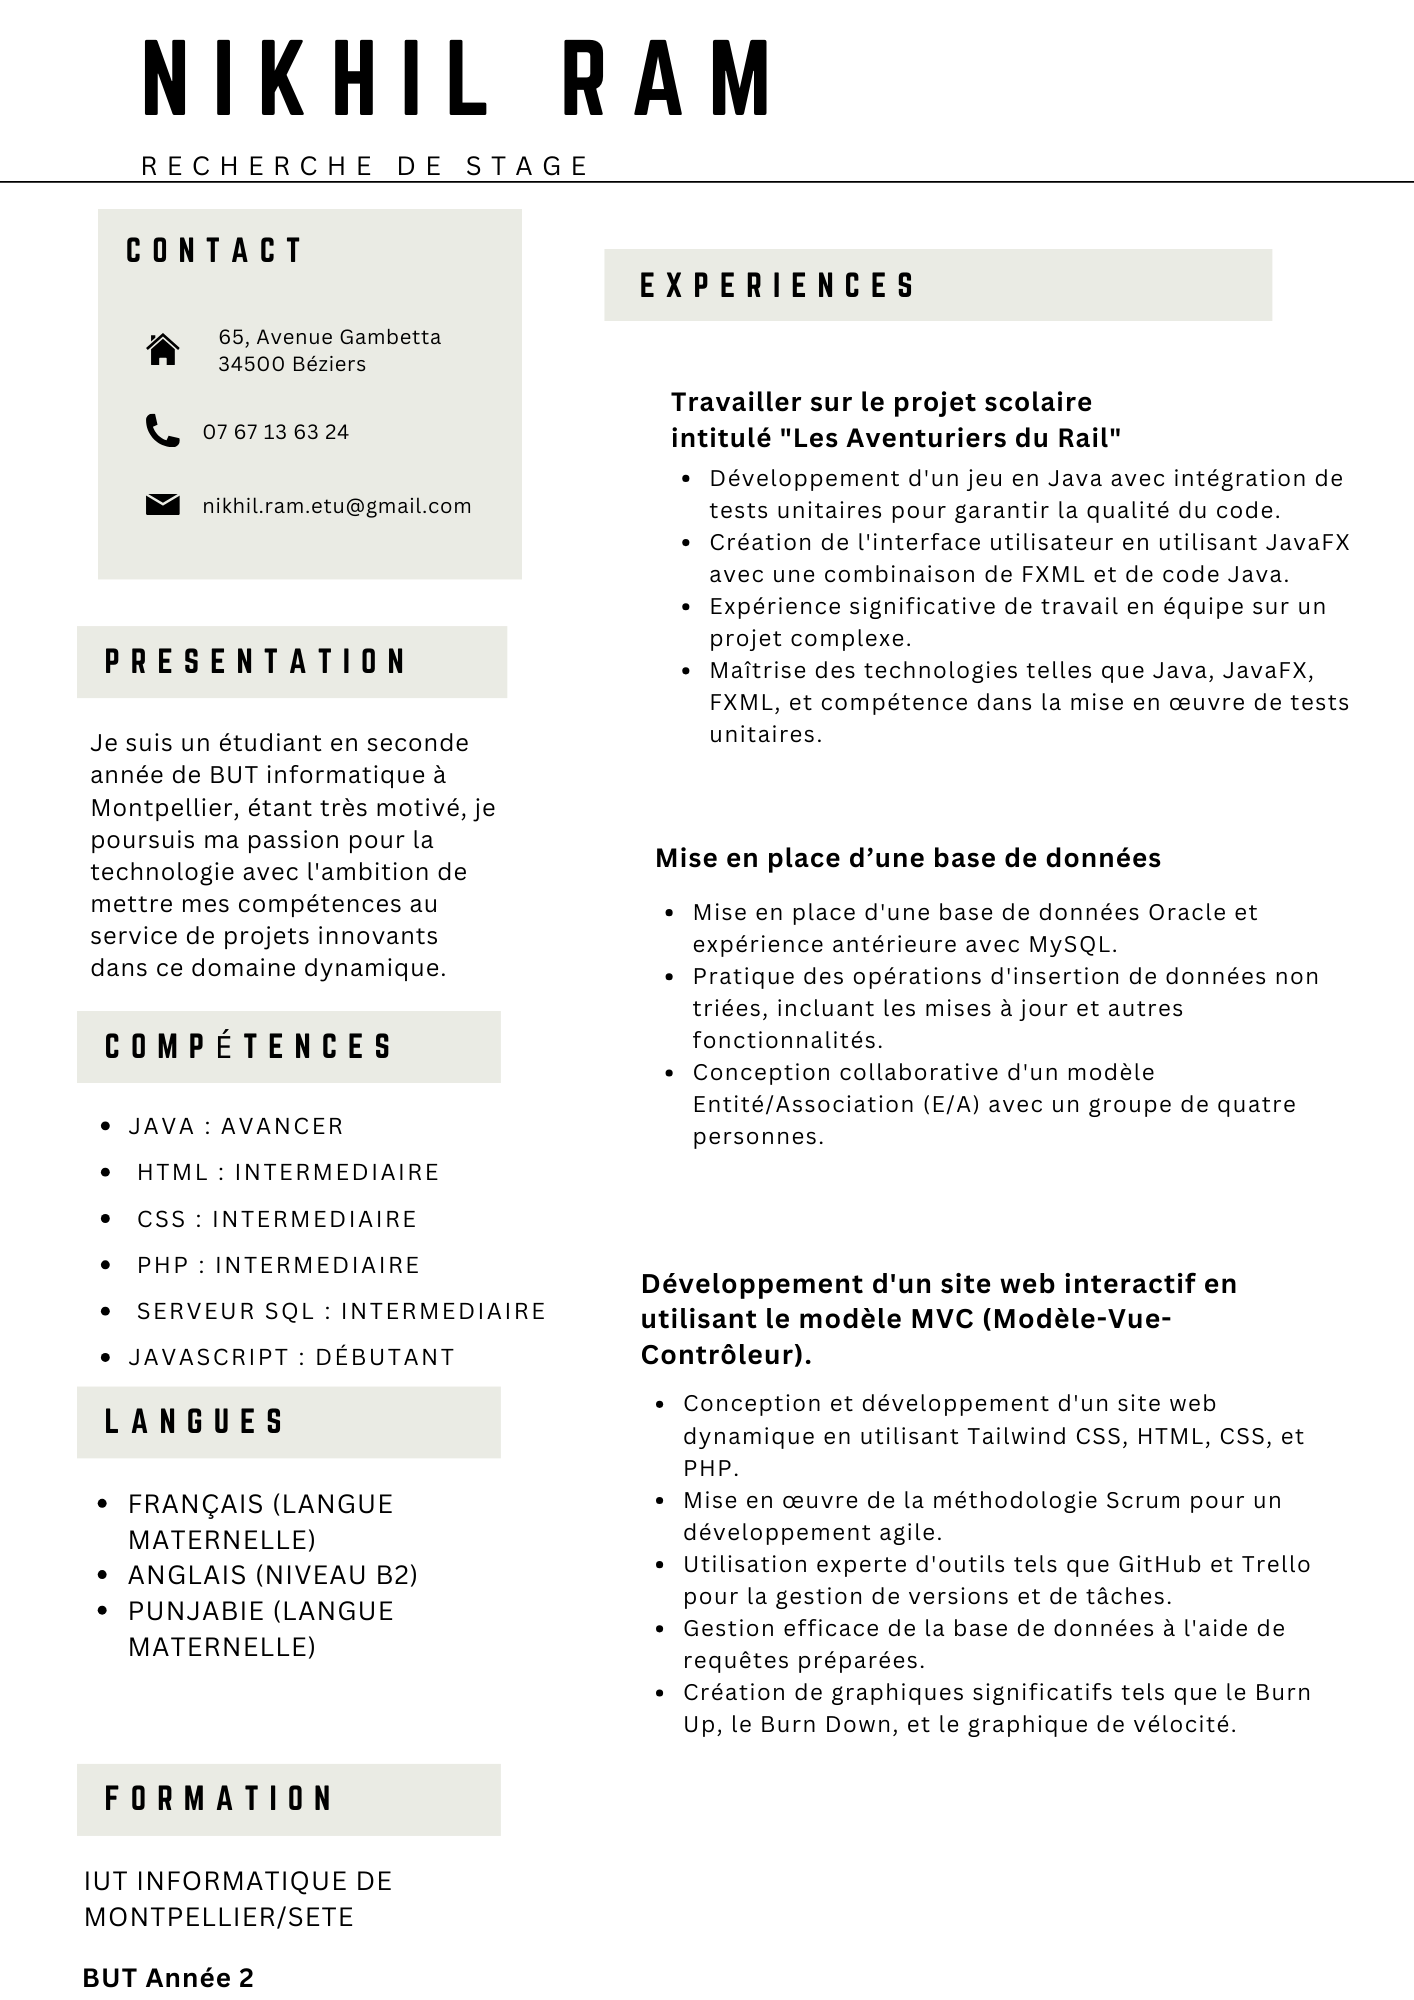 NIKHIL RAM
RECHERCHE DE STAGE
CONTACT
65, Avenue Gambetta
34500 Béziers
07 67 13 63 24
nikhil.ram.etu@gmail.com
PRESENTATION
Je suis un étudiant en seconde
année de BUT informatique à
Montpellier, étant très motivé, je
poursuis ma passion pour la
technologie avec l'ambition de
mettre mes compétences au
service de projets innovants
dans ce domaine dynamique.
COMPÉTENCES
• JAVA : AVANCER
• HTML : INTERMEDIAIRE
• CSS : INTERMEDIAIRE
• PHP : INTERMEDIAIRE
• SERVEUR SQL : INTERMEDIAIRE
• JAVASCRIPT : DÉBUTANT
LANGUES
• FRANÇAIS (LANGUE
MATERNELLE)
• ANGLAIS (NIVEAU B2)
• PUNJABIE (LANGUE
MATERNELLE)
FORMATION
IUT INFORMATIQUE DE
MONTPELLIER/SETE
BUT Année 2
EXPERIENCES
Travailler sur le projet scolaire
intitulé "Les Aventuriers du Rail"
• Développement d'un jeu en Java avec intégration de
tests unitaires pour garantir la qualité du code.
• Création de l'interface utilisateur en utilisant JavaFX
avec une combinaison de FXML et de code Java.
• Expérience significative de travail en équipe sur un
projet complexe.
• Maîtrise des technologies telles que Java, JavaFX,
FXML, et compétence dans la mise en œuvre de tests
unitaires.
Mise en place d’une base de données
• Mise en place d'une base de données Oracle et
expérience antérieure avec MySQL.
• Pratique des opérations d'insertion de données non
triées, incluant les mises à jour et autres
fonctionnalités.
• Conception collaborative d'un modèle
Entité/Association (E/A) avec un groupe de quatre
personnes.
Développement d'un site web interactif en
utilisant le modèle MVC (Modèle-Vue-
Contrôleur).
• Conception et développement d'un site web
dynamique en utilisant Tailwind CSS, HTML, CSS, et
PHP.
• Mise en œuvre de la méthodologie Scrum pour un
développement agile.
• Utilisation experte d'outils tels que GitHub et Trello
pour la gestion de versions et de tâches.
• Gestion efficace de la base de données à l'aide de
requêtes préparées.
• Création de graphiques significatifs tels que le Burn
Up, le Burn Down, et le graphique de vélocité.